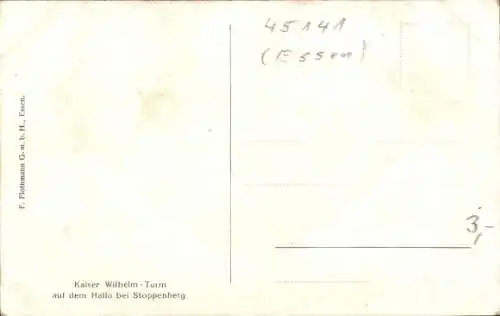 45141
(Essen)
F. Flothmann G. m. b. H., Essen.
3,-
Kaiser Wilhelm-Turm
auf dem Hallo bei Stoppenberg